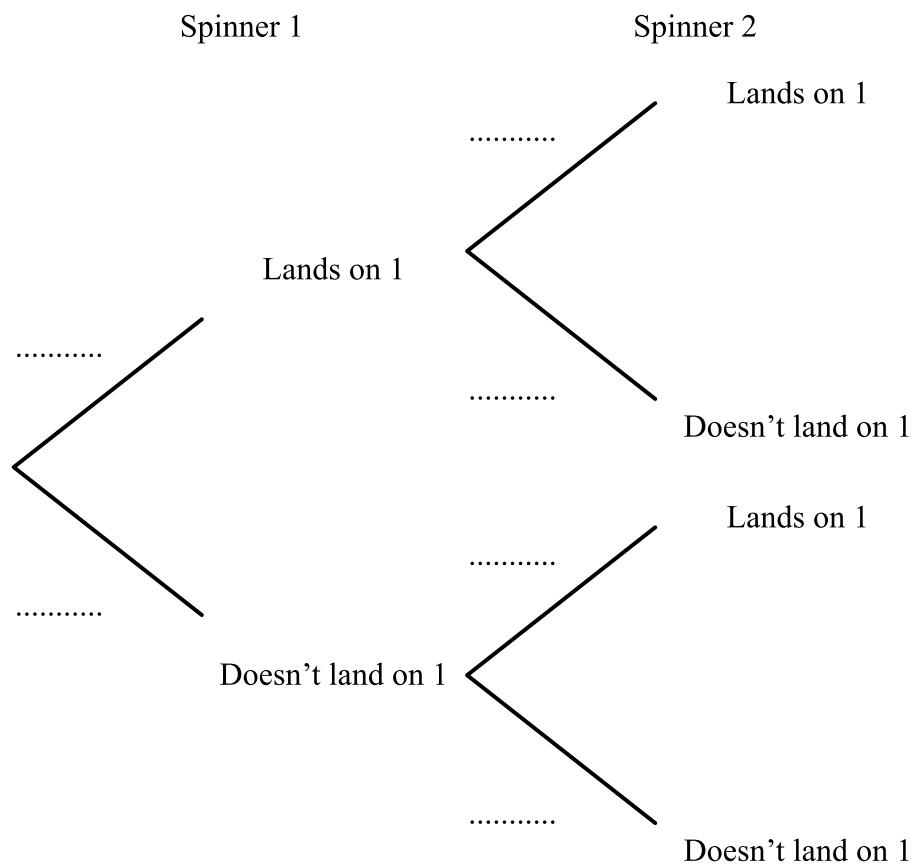 Spinner 1
Spinner 2
Lands on 1
...........
Lands on 1
...........
...........
Doesn’t land on 1
Lands on 1
...........
...........
Doesn’t land on 1
...........
Doesn’t land on 1